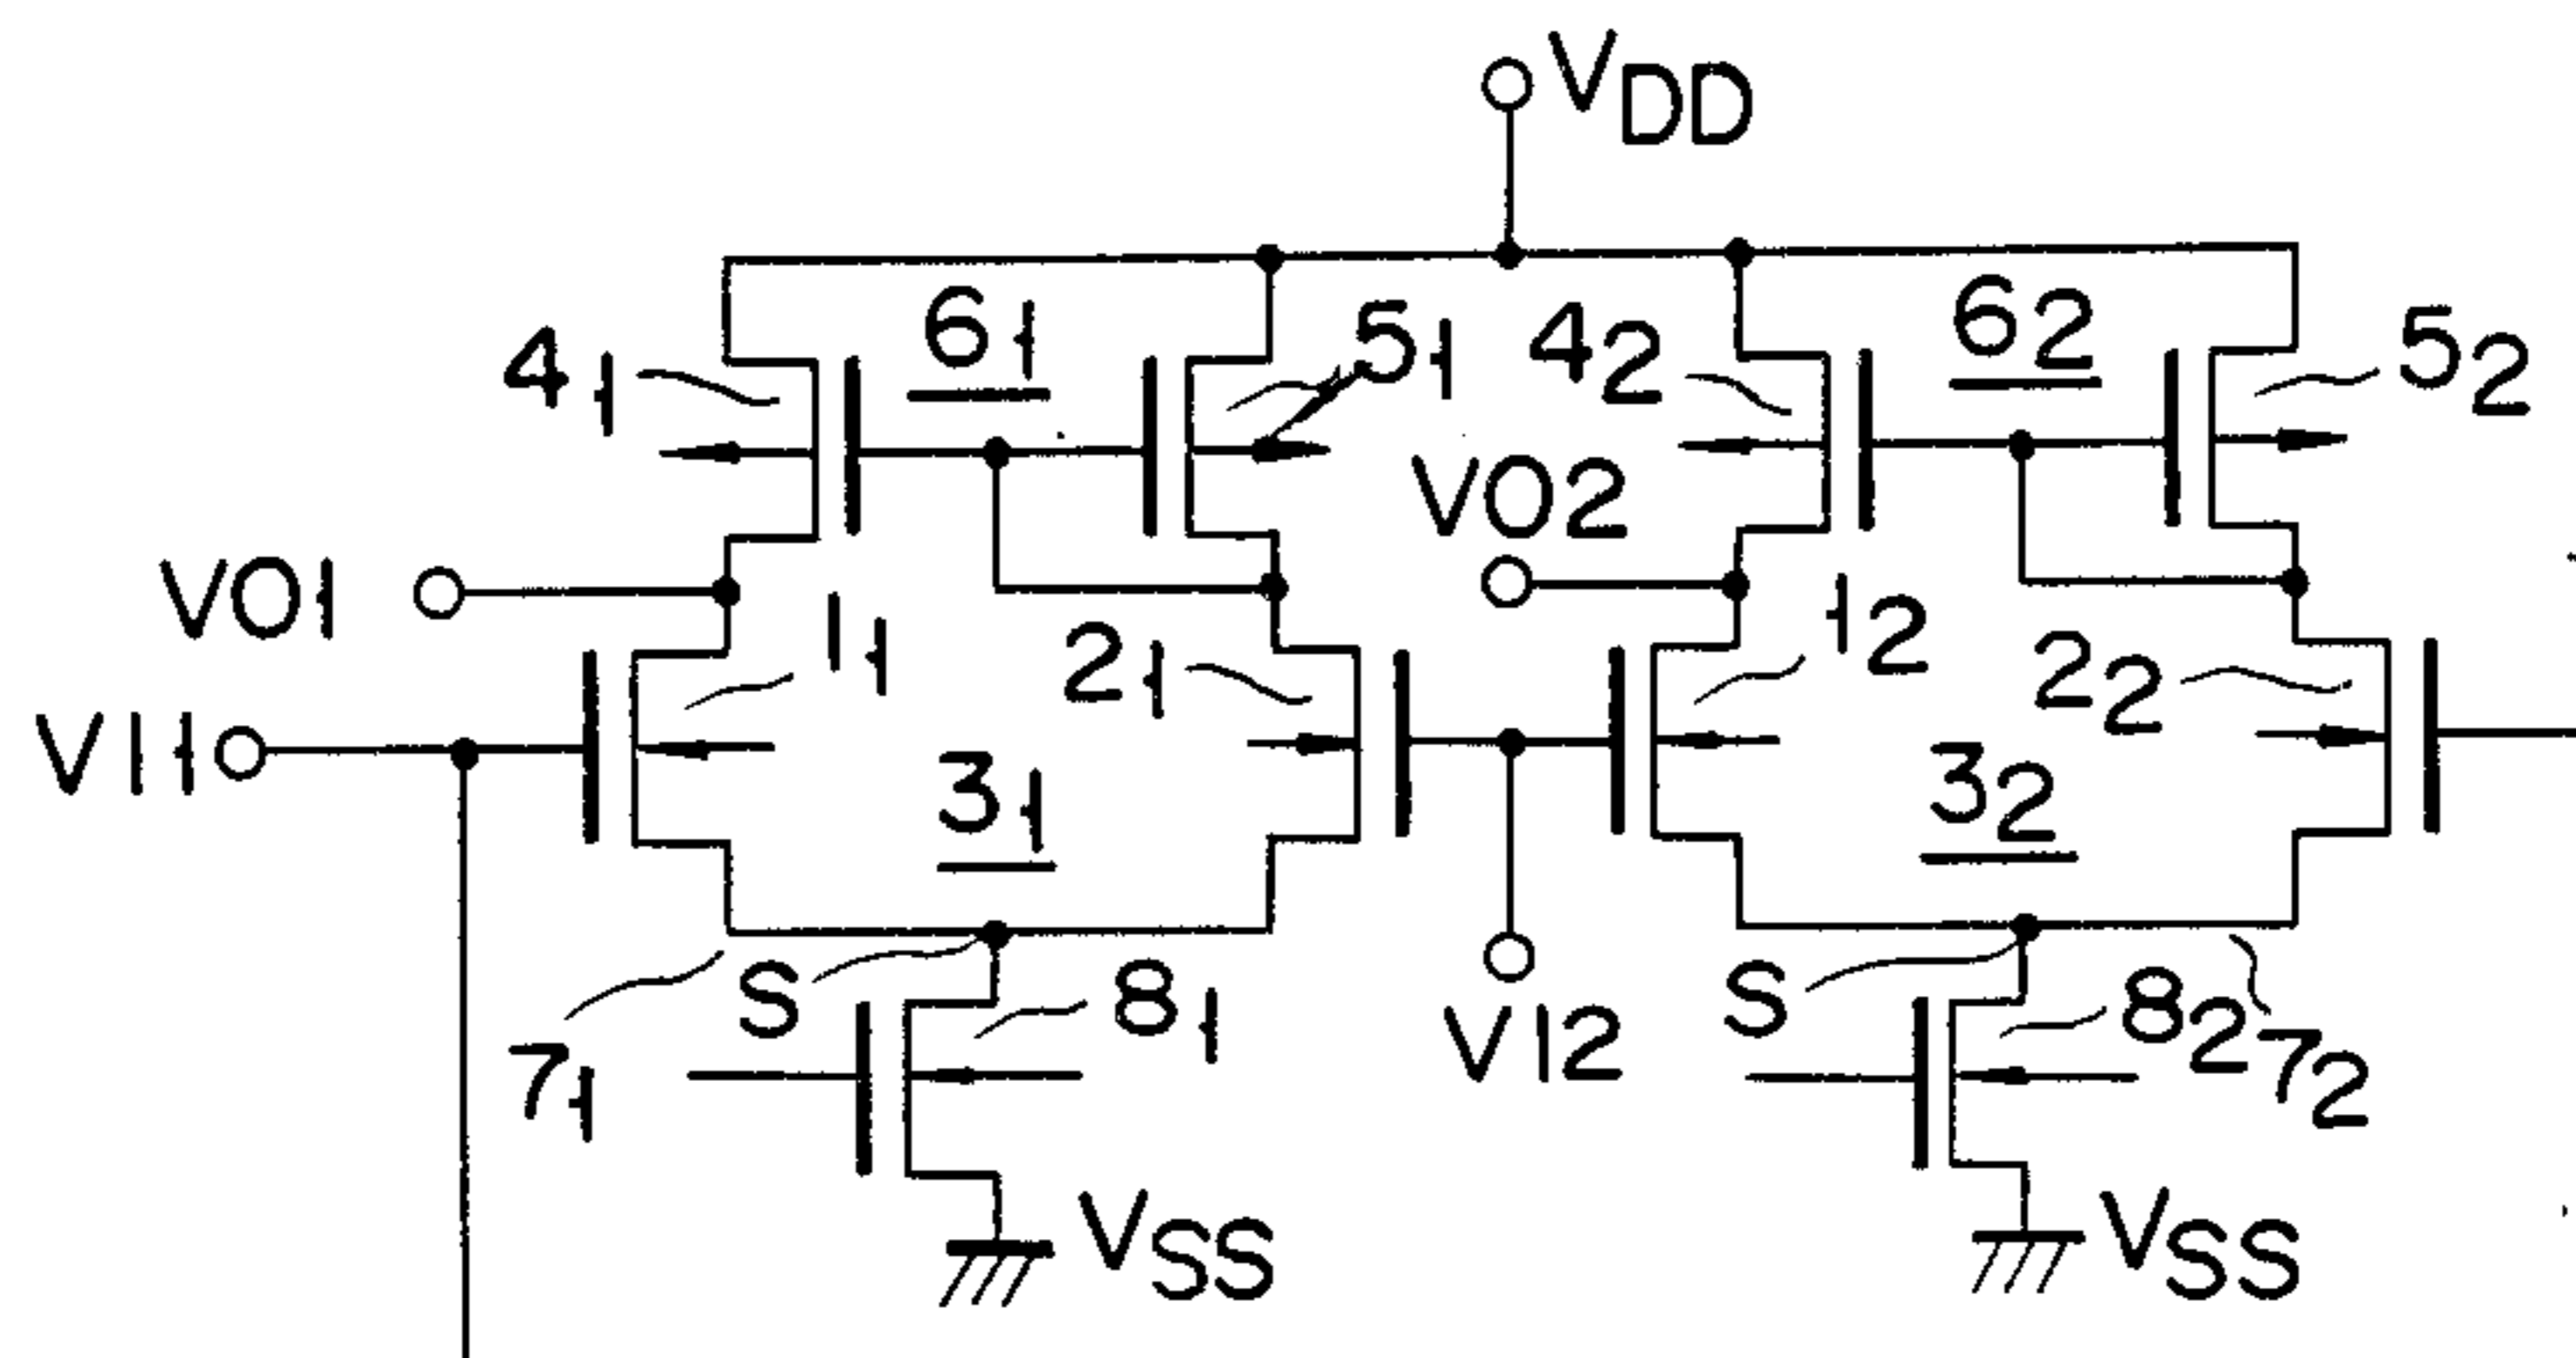 VDD
4₁
6₁
5₁
4₂
6₂
5₂
VO1
VO2
1₁
2₁
1₂
2₂
VI1
3₁
3₂
S
8₁
S
8₂
7₁
VI2
7₂
VSS
VSS